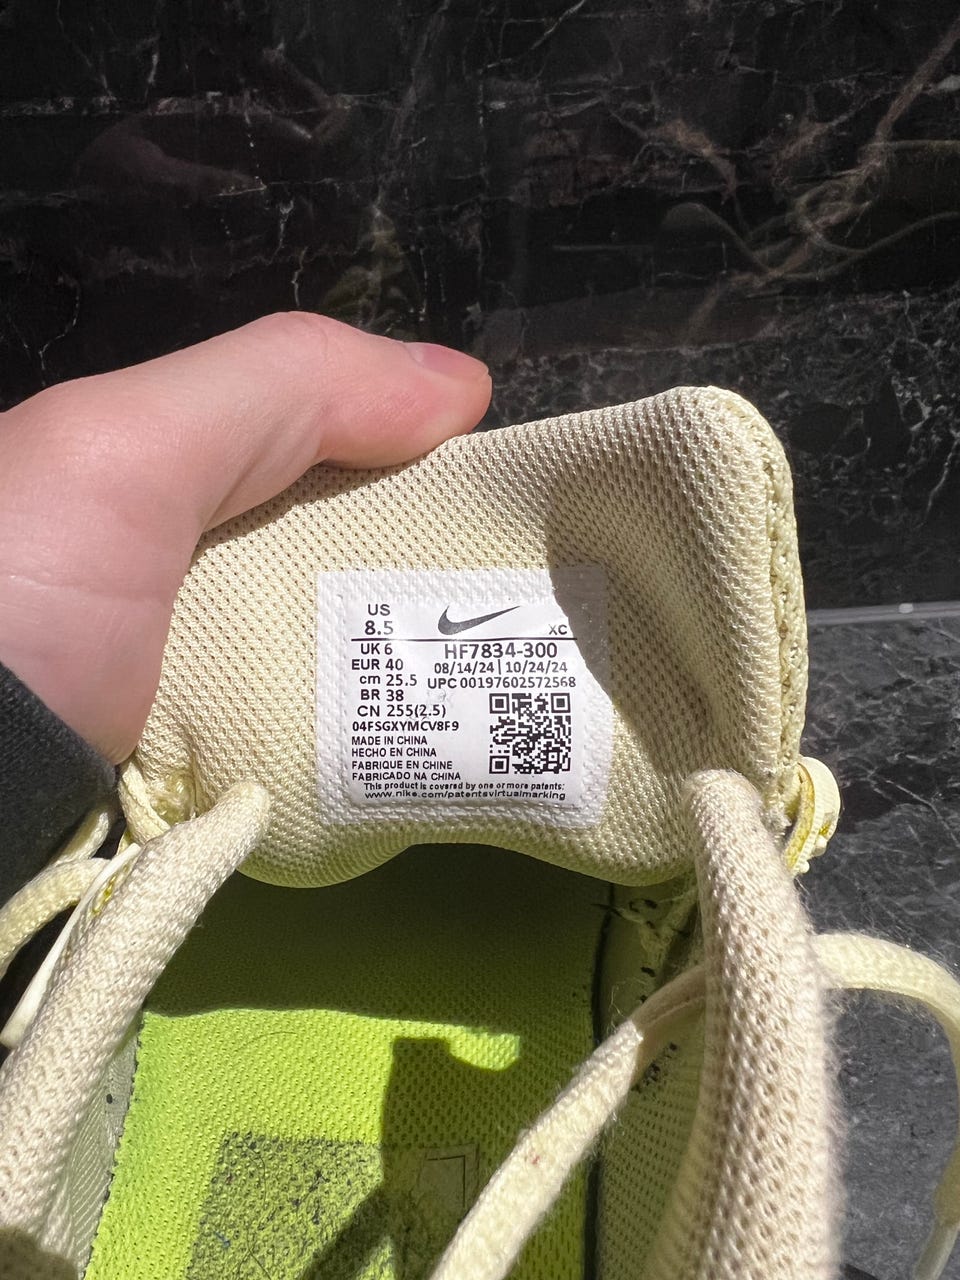 US
8.5
XC
UK 6
HF7834-300
EUR 40
08/14/24 | 10/24/24
cm 25.5
UPC 00197602572568
BR 38
CN 255(2.5)
04FSGXYMCV8F9
MADE IN CHINA
HECHO EN CHINA
FABRIQUE EN CHINE
FABRICADO NA CHINA
This product is covered by one or more patents:
www.nike.com/patentsvirtualmarking